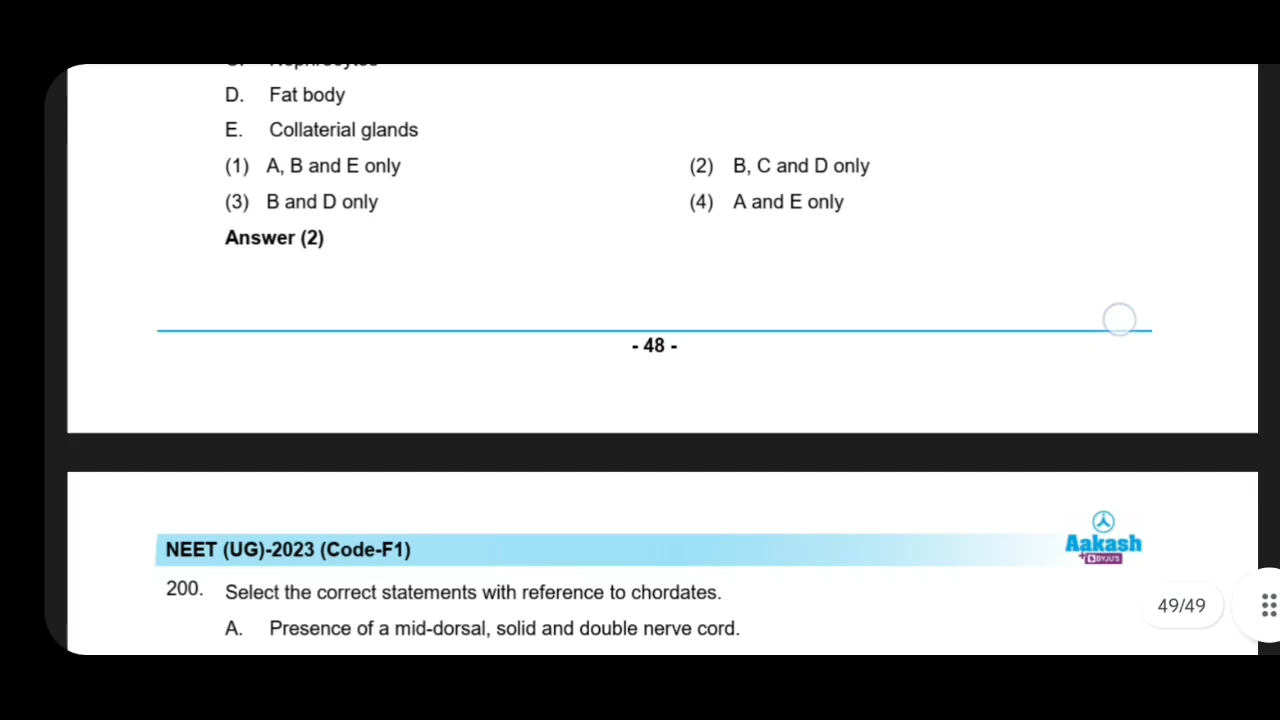 D. Fat body
E. Collaterial glands
(1) A, B and E only (2) B, C and D only
(3) B and D only (4) A and E only
Answer (2)
- 48 -
NEET (UG)-2023 (Code-F1)
Aakash
BYJU'S
200. Select the correct statements with reference to chordates.
A. Presence of a mid-dorsal, solid and double nerve cord.
49/49